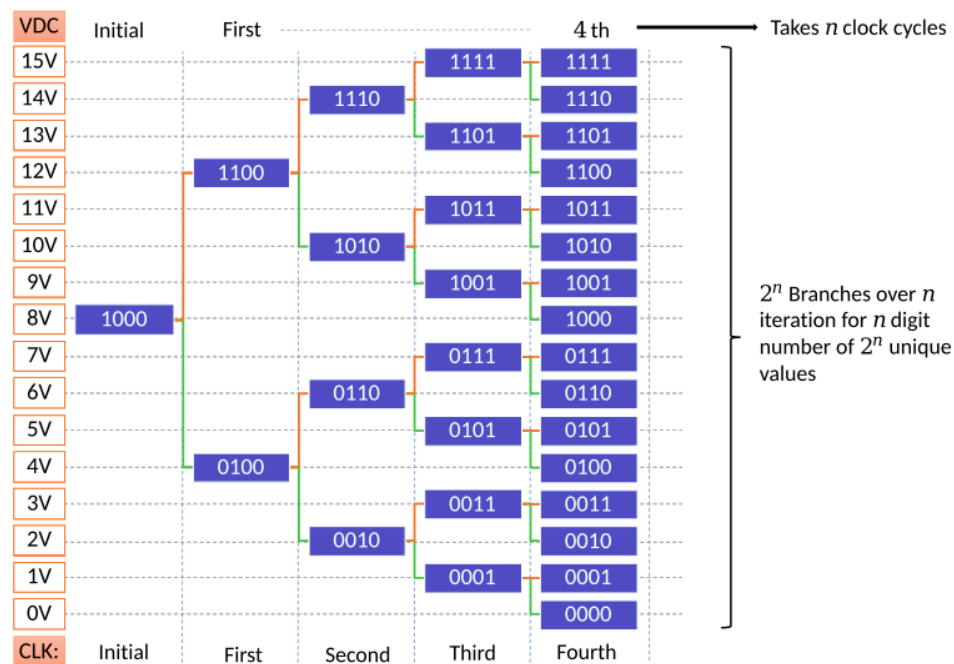 VDC Initial First 4 th Takes n clock cycles
15V 1111 1111
14V 1110 1110
13V 1101 1101
12V 1100 1100
11V 1011 1011
10V 1010 1010
9V 1001 1001
8V 1000 1000
7V 0111 0111
6V 0110 0110
5V 0101 0101
4V 0100 0100
3V 0011 0011
2V 0010 0010
1V 0001 0001
0V 0000
2ⁿ Branches over n
iteration for n digit
number of 2ⁿ unique
values
CLK: Initial First Second Third Fourth